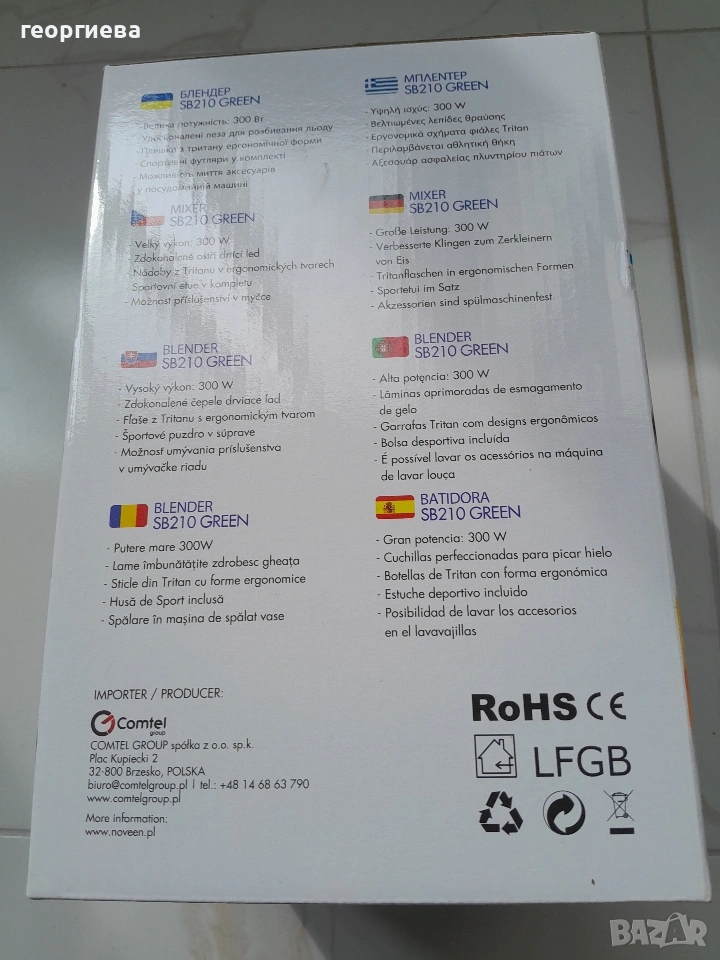 георгиева
БЛЕНДЕР
SB210 GREEN
- Велика потужність: 300 Вт
- Удосконалені леза для розбивання льоду
- Пляшки з тритану ергономічної форми
- Спортивні футляри у комплекті
- Можливість миття аксесуарів
у посудомийній машині
ΜΠΛΕΝΤΕΡ
SB210 GREEN
- Υψηλή ισχύς: 300 W
- Βελτιωμένες λεπίδες θραύσης
- Εργονομικά σχήματα φιάλες Tritan
- Περιλαμβάνεται αθλητική θήκη
- Αξεσουάρ ασφαλείας πλυντηρίου πιάτων
MIXER
SB210 GREEN
- Velký výkon: 300 W
- Zdokonalené ostří drtící led
- Nádoby z Tritanu v ergonomických tvarech
- Sportovní etue v kompletu
- Možnost příslušenství v myčce
MIXER
SB210 GREEN
- Große Leistung: 300 W
- Verbesserte Klingen zum Zerkleinern
von Eis
- Tritanflaschen in ergonomischen Formen
- Sportetui im Satz
- Akzessorien sind spülmaschinenfest
BLENDER
SB210 GREEN
- Vysoký výkon: 300 W
- Zdokonalené čepele drviace ľad
- Fľaše z Tritanu s ergonomickým tvarom
- Športové puzdro v súprave
- Možnosť umývania príslušenstva
v umývačke riadu
BLENDER
SB210 GREEN
- Alta potência: 300 W
- Lâminas aprimoradas de esmagamento
de gelo
- Garrafas Tritan com designs ergonômicos
- Bolsa desportiva incluída
- É possível lavar os acessórios na máquina
de lavar louça
BLENDER
SB210 GREEN
- Putere mare 300W
- Lame îmbunătățite zdrobesc gheața
- Sticle din Tritan cu forme ergonomice
- Husă de Sport inclusă
- Spălare în mașina de spălat vase
BATIDORA
SB210 GREEN
- Gran potencia: 300 W
- Cuchillas perfeccionadas para picar hielo
- Botellas de Tritan con forma ergonómica
- Estuche deportivo incluido
- Posibilidad de lavar los accesorios
en el lavavajillas
IMPORTER / PRODUCER:
Comtel
group
COMTEL GROUP spółka z o.o. sp.k.
Plac Kupiecki 2
32-800 Brzesko, POLSKA
biuro@comtelgroup.pl | tel.: +48 14 68 63 790
www.comtelgroup.pl
More information:
www.noveen.pl
RoHS CE
LFGB
BAZAR